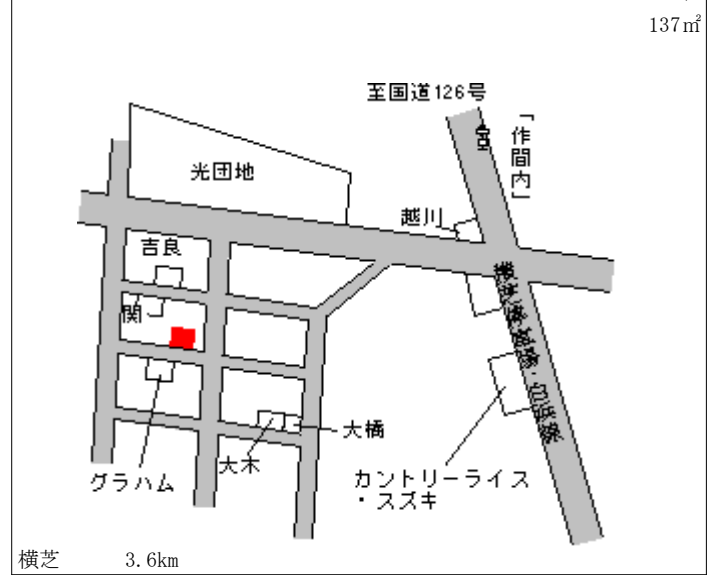 137㎡
至国道126号
「作間内」
光団地
越川
吉良
関
大橋
大木
グラハム
カントリーライス
・スズキ
横芝 3.6km